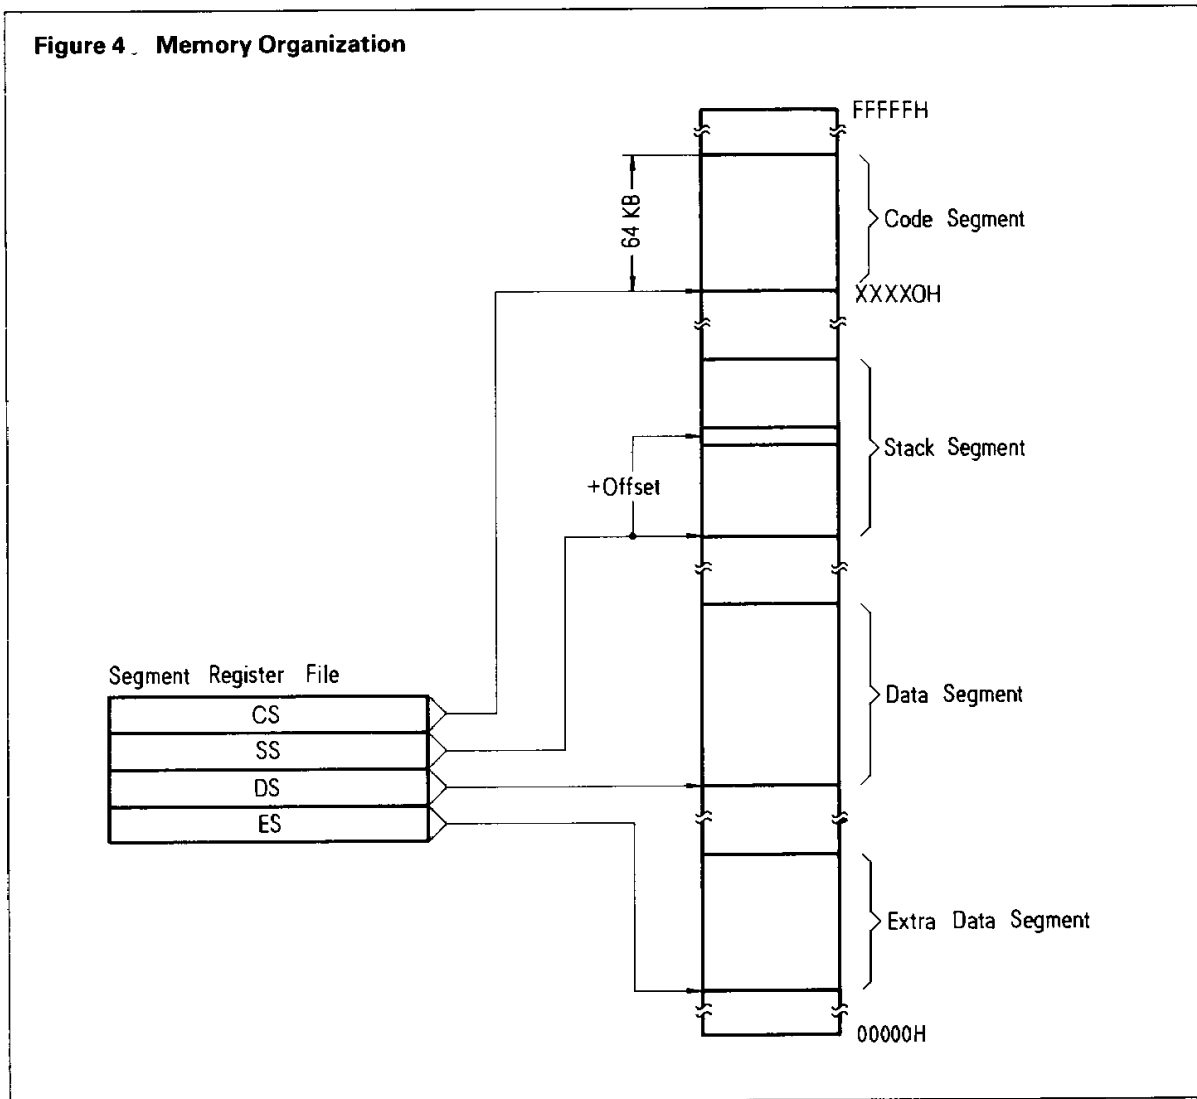 Figure 4 Memory Organization
FFFFFH
64 KB
Code Segment
XXXX0H
Stack Segment
+Offset
Data Segment
Segment Register File
CS
SS
DS
ES
Extra Data Segment
00000H